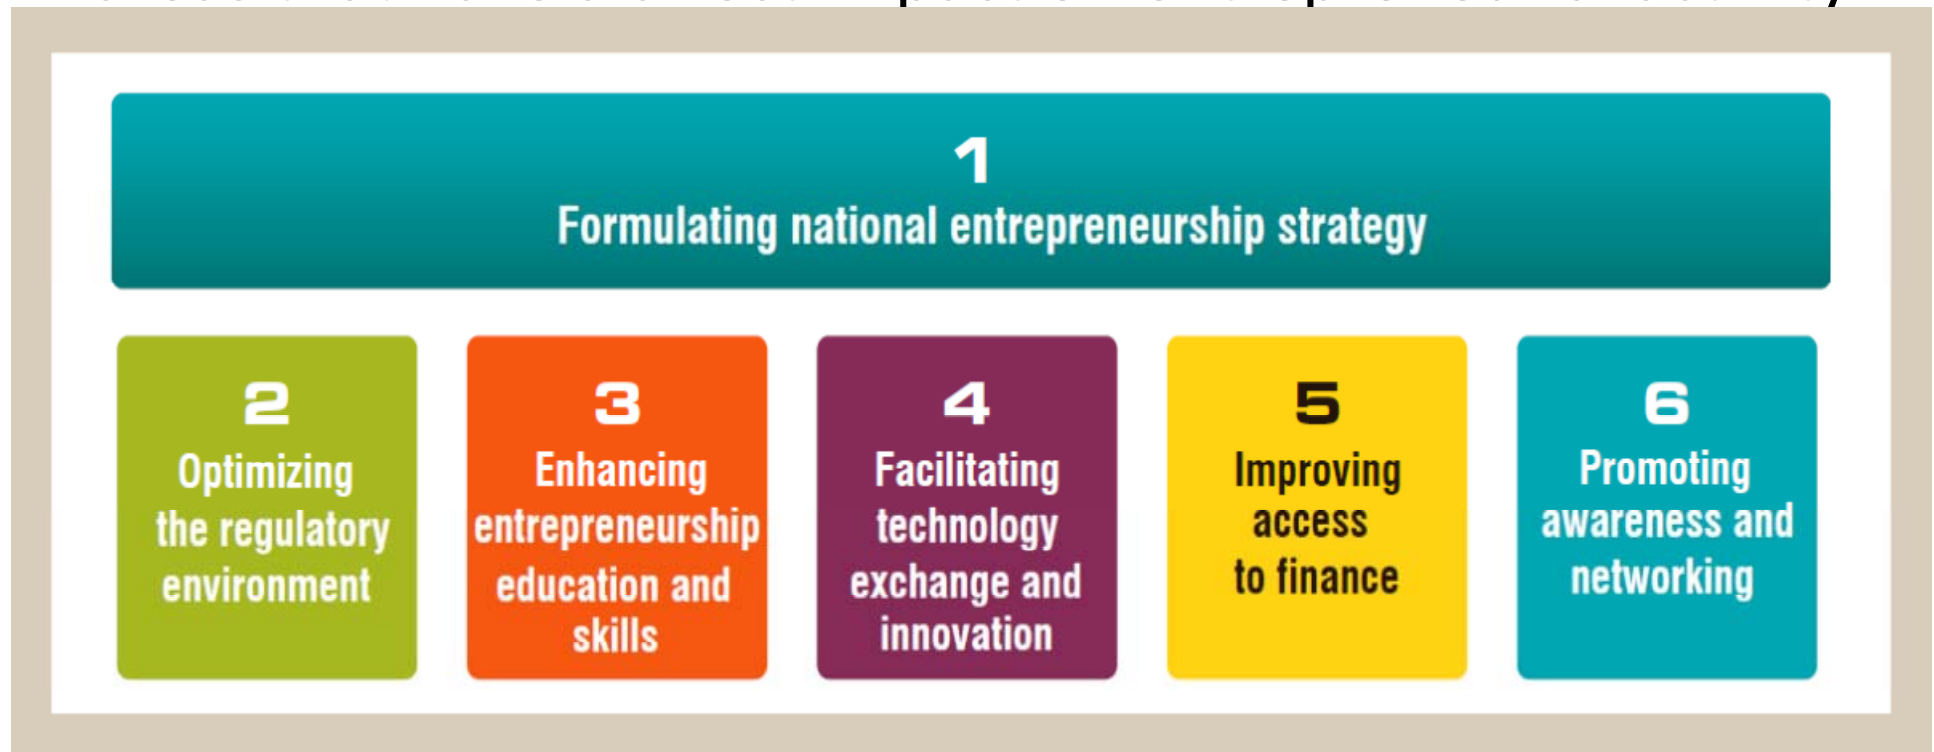 1
Formulating national entrepreneurship strategy
2
Optimizing
the regulatory
environment
3
Enhancing
entrepreneurship
education and
skills
4
Facilitating
technology
exchange and
innovation
5
Improving
access
to finance
6
Promoting
awareness and
networking